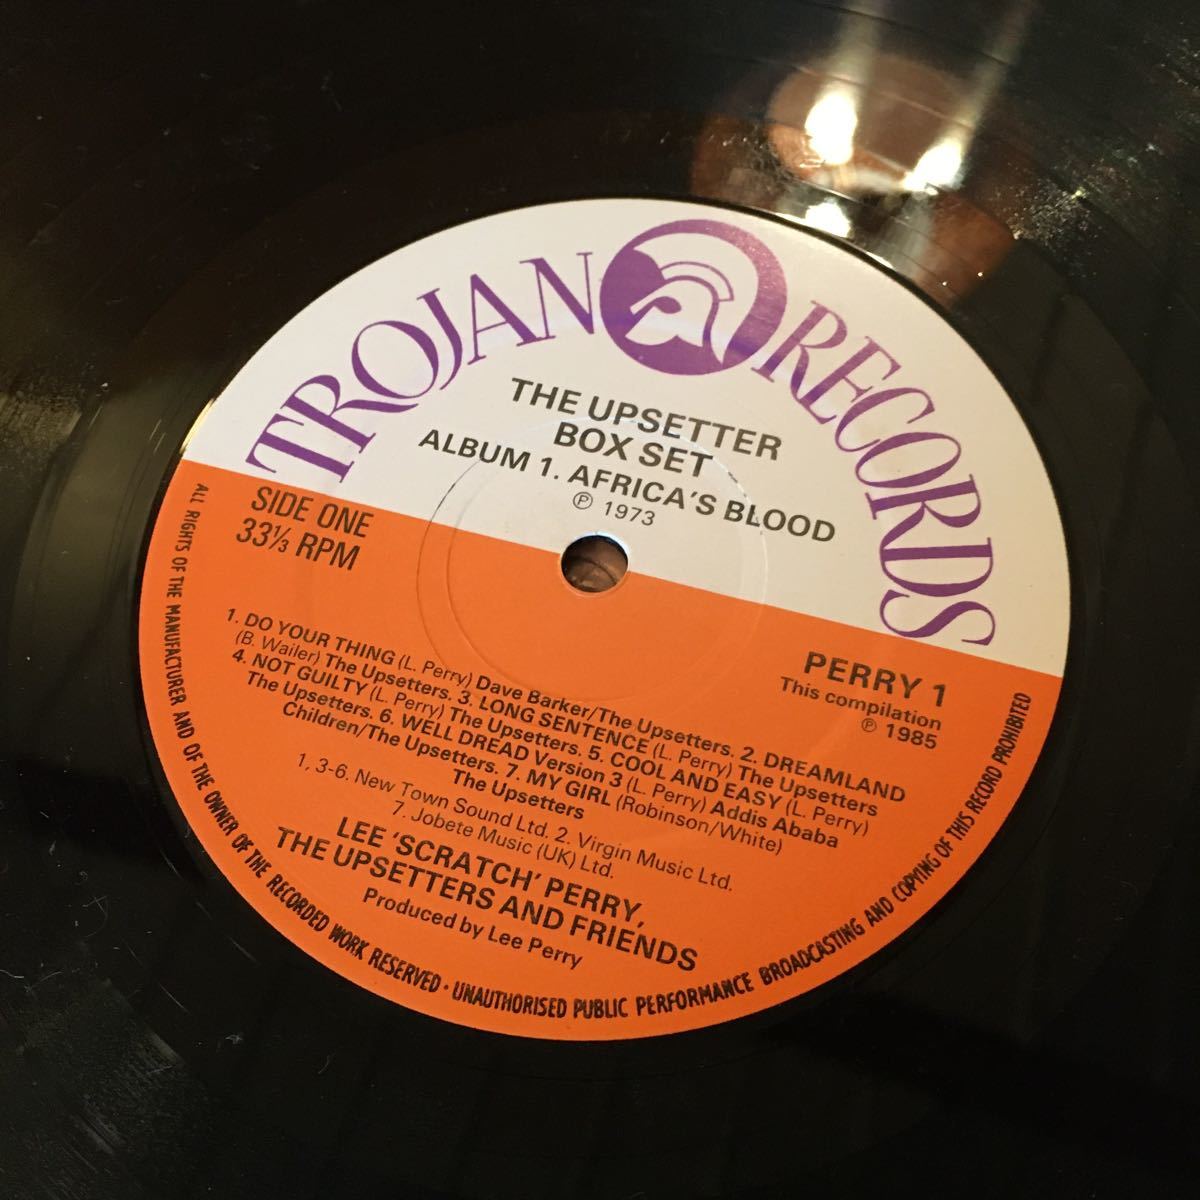 TROJAN RECORDS
THE UPSETTER
BOX SET
ALBUM 1. AFRICA'S BLOOD
℗ 1973
SIDE ONE
33⅓ RPM
PERRY 1
This compilation
℗ 1985
1. DO YOUR THING (L. Perry) Dave Barker/The Upsetters. 2. DREAMLAND
(B. Wailer) The Upsetters. 3. LONG SENTENCE (L. Perry) The Upsetters
4. NOT GUILTY (L. Perry) The Upsetters. 5. COOL AND EASY (L. Perry)
The Upsetters. 6. WELL DREAD Version 3 (L. Perry) Addis Ababa
Children/The Upsetters. 7. MY GIRL (Robinson/White)
The Upsetters
1, 3-6. New Town Sound Ltd. 2. Virgin Music Ltd.
7. Jobete Music (UK) Ltd.
LEE 'SCRATCH' PERRY,
THE UPSETTERS AND FRIENDS
Produced by Lee Perry
ALL RIGHTS OF THE MANUFACTURER AND OF THE OWNER OF THE RECORDED WORK RESERVED · UNAUTHORISED PUBLIC PERFORMANCE BROADCASTING AND COPYING OF THIS RECORD PROHIBITED